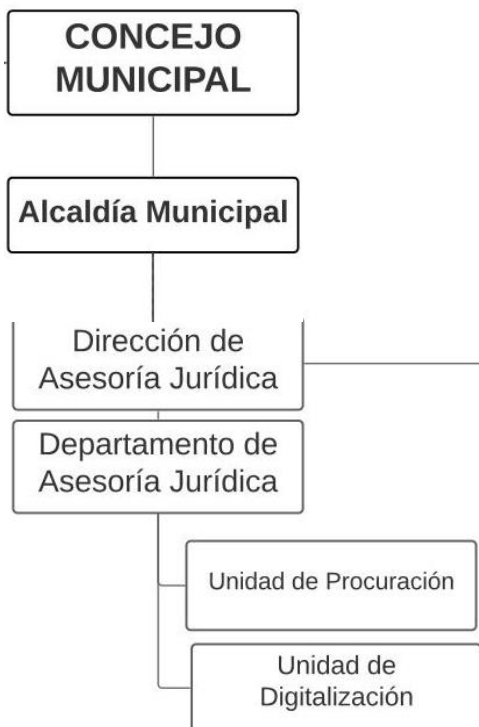 CONCEJO
MUNICIPAL
Alcaldía Municipal
Dirección de
Asesoría Jurídica
Departamento de
Asesoría Jurídica
Unidad de Procuración
Unidad de
Digitalización